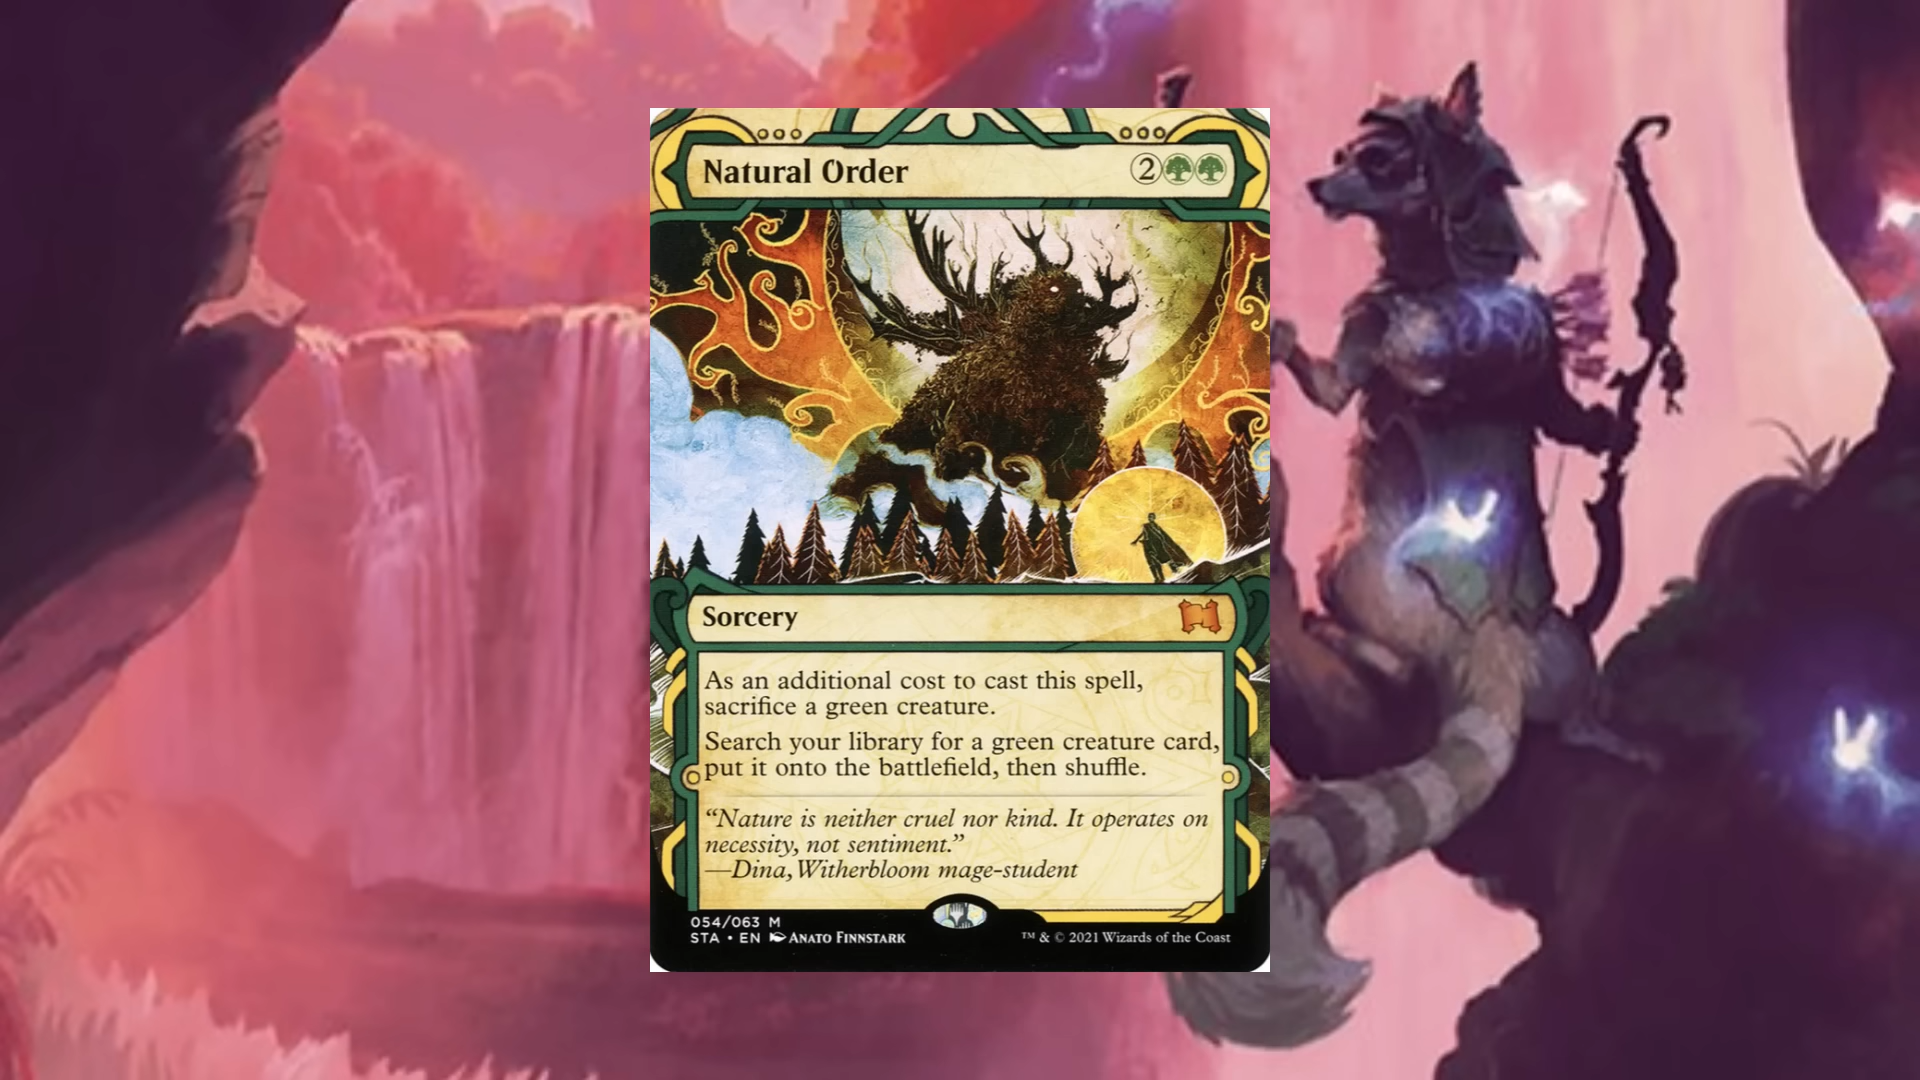 Natural Order 2
Sorcery
As an additional cost to cast this spell,
sacrifice a green creature.
Search your library for a green creature card,
put it onto the battlefield, then shuffle.
“Nature is neither cruel nor kind. It operates on
necessity, not sentiment.”
—Dina, Witherbloom mage-student
054/063 M
STA • EN Anato Finnstark
™ & © 2021 Wizards of the Coast